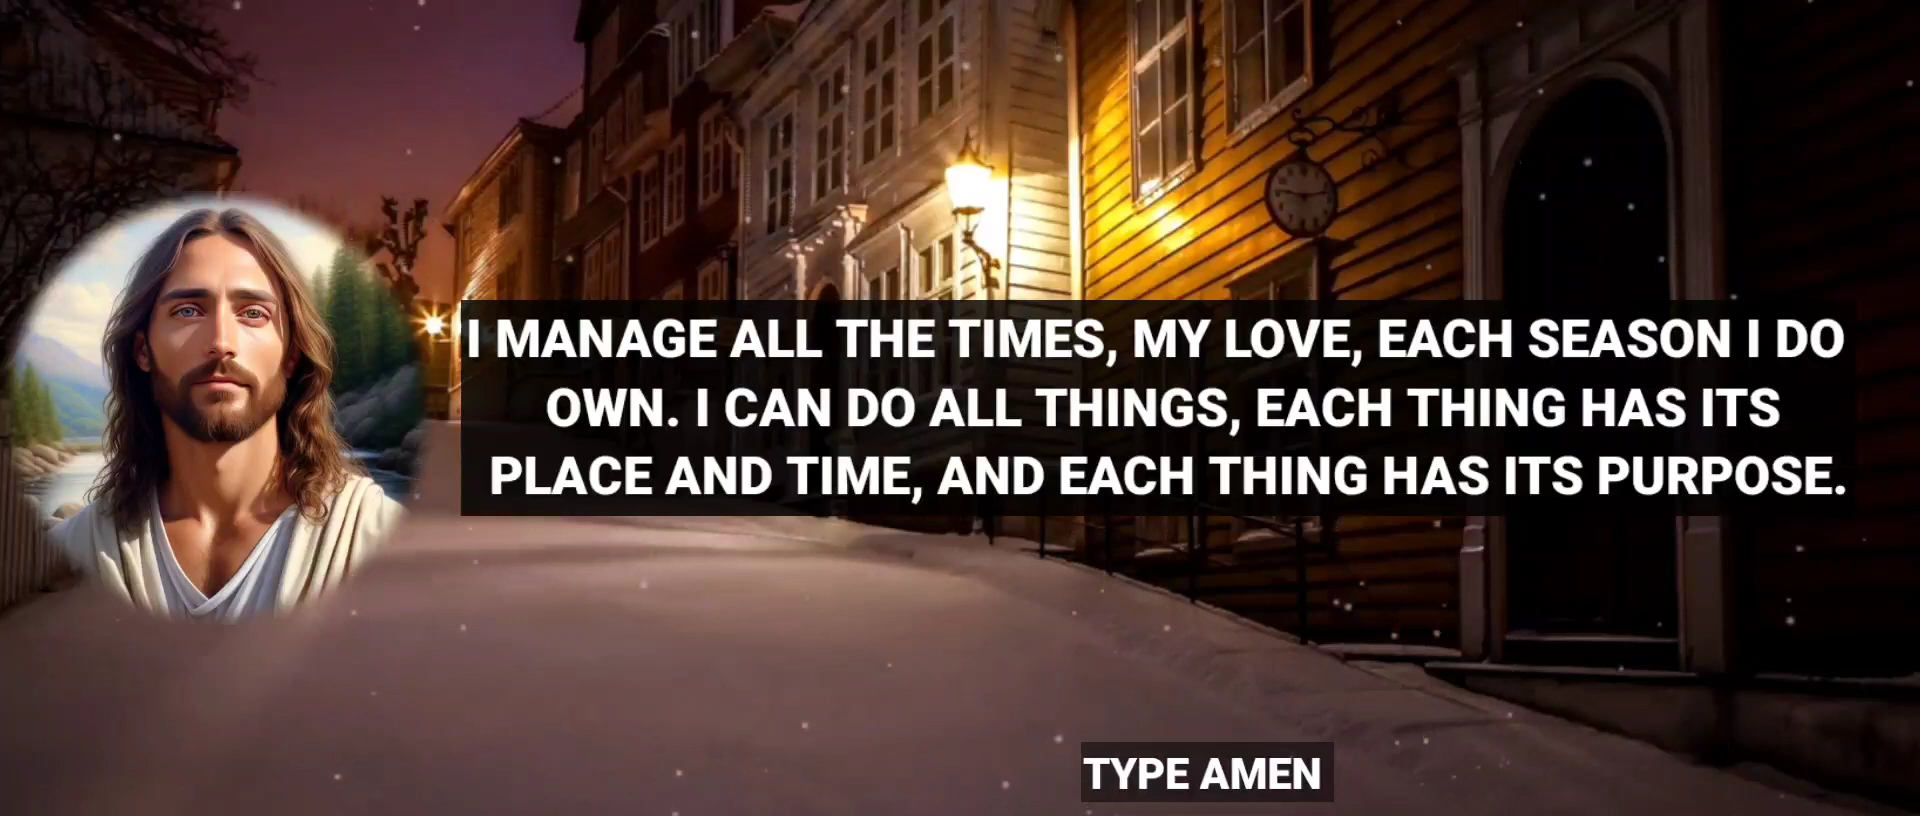 "I MANAGE ALL THE TIMES, MY LOVE, EACH SEASON I DO
OWN. I CAN DO ALL THINGS, EACH THING HAS ITS
PLACE AND TIME, AND EACH THING HAS ITS PURPOSE.
TYPE AMEN